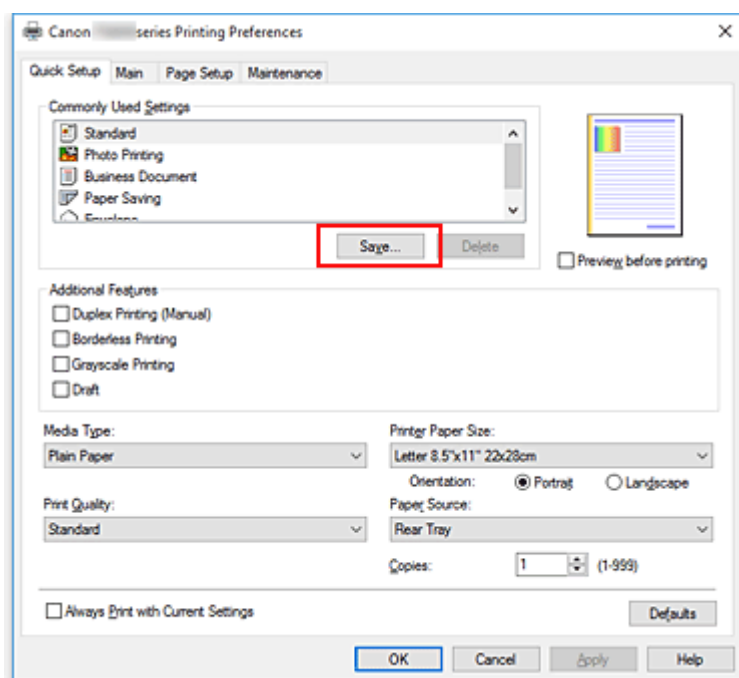 Canon series Printing Preferences
Quick Setup Main Page Setup Maintenance
Commonly Used Settings
Standard
Photo Printing
Business Document
Paper Saving
Envelope
Save... Delete
Preview before printing
Additional Features
Duplex Printing (Manual)
Borderless Printing
Grayscale Printing
Draft
Media Type: Printer Paper Size:
Plain Paper Letter 8.5"x11" 22x28cm
Orientation: Portrait Landscape
Print Quality: Paper Source:
Standard Rear Tray
Copies: 1 (1-999)
Always Print with Current Settings Defaults
OK Cancel Apply Help